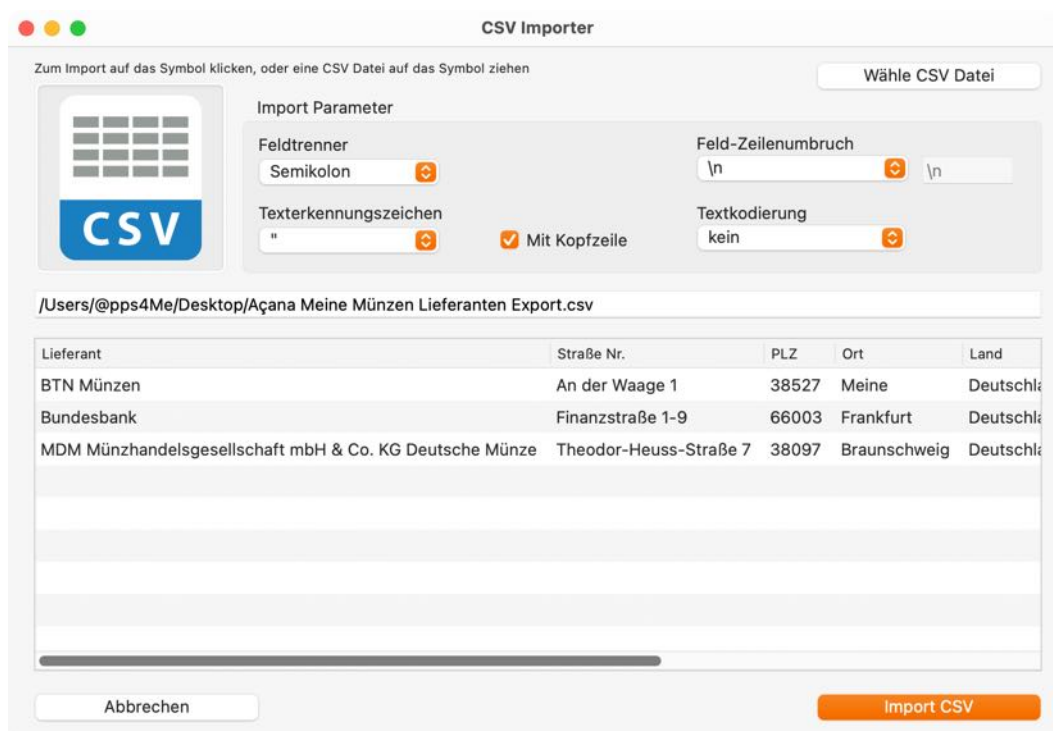 CSV Importer
Zum Import auf das Symbol klicken, oder eine CSV Datei auf das Symbol ziehen
Wähle CSV Datei
CSV
Import Parameter
Feldtrenner
Semikolon
Feld-Zeilenumbruch
\n
\n
Texterkennungszeichen
"
Mit Kopfzeile
Textkodierung
kein
/Users/@pps4Me/Desktop/Açana Meine Münzen Lieferanten Export.csv
Lieferant Straße Nr. PLZ Ort Land
BTN Münzen An der Waage 1 38527 Meine Deutschla
Bundesbank Finanzstraße 1-9 66003 Frankfurt Deutschla
MDM Münzhandelsgesellschaft mbH & Co. KG Deutsche Münze Theodor-Heuss-Straße 7 38097 Braunschweig Deutschla
Abbrechen
Import CSV